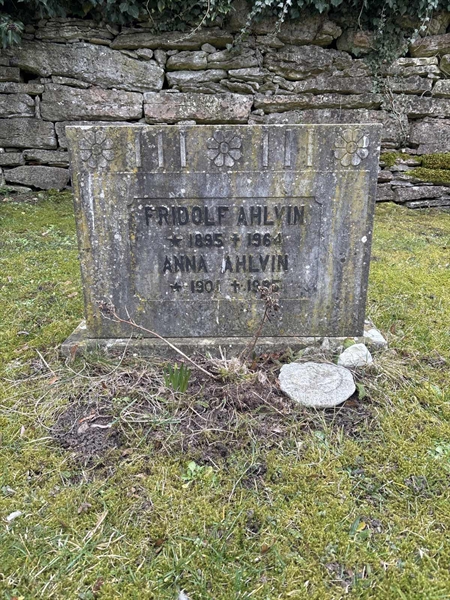 FRIDOLF AHLVIN
★ 1895 ✝ 1964
ANNA AHLVIN
★ 1901 ✝